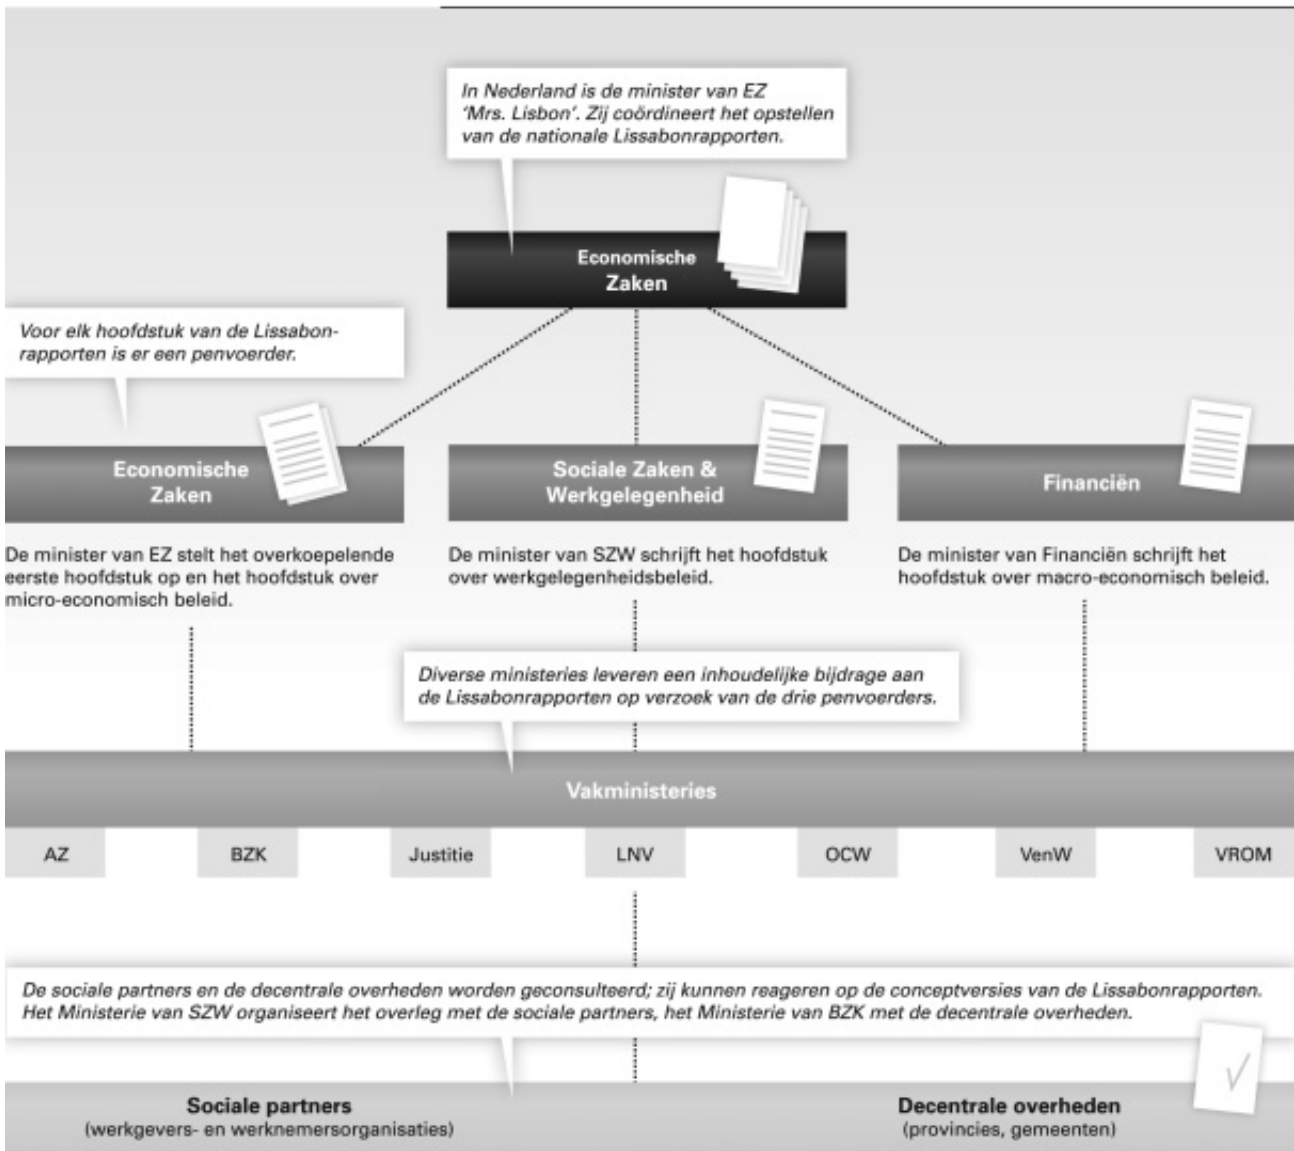 In Nederland is de minister van EZ
‘Mrs. Lisbon’. Zij coördineert het opstellen
van de nationale Lissabonrapporten.
Economische
Zaken
Voor elk hoofdstuk van de Lissabon-
rapporten is er een penvoerder.
Economische
Zaken
Sociale Zaken &
Werkgelegenheid
Financiën
De minister van EZ stelt het overkoepelende
eerste hoofdstuk op en het hoofdstuk over
micro-economisch beleid.
De minister van SZW schrijft het hoofdstuk
over werkgelegenheidsbeleid.
De minister van Financiën schrijft het
hoofdstuk over macro-economisch beleid.
Diverse ministeries leveren een inhoudelijke bijdrage aan
de Lissabonrapporten op verzoek van de drie penvoerders.
Vakministeries
AZ
BZK
Justitie
LNV
OCW
VenW
VROM
De sociale partners en de decentrale overheden worden geconsulteerd; zij kunnen reageren op de conceptversies van de Lissabonrapporten.
Het Ministerie van SZW organiseert het overleg met de sociale partners, het Ministerie van BZK met de decentrale overheden.
Sociale partners
(werkgevers- en werknemersorganisaties)
Decentrale overheden
(provincies, gemeenten)